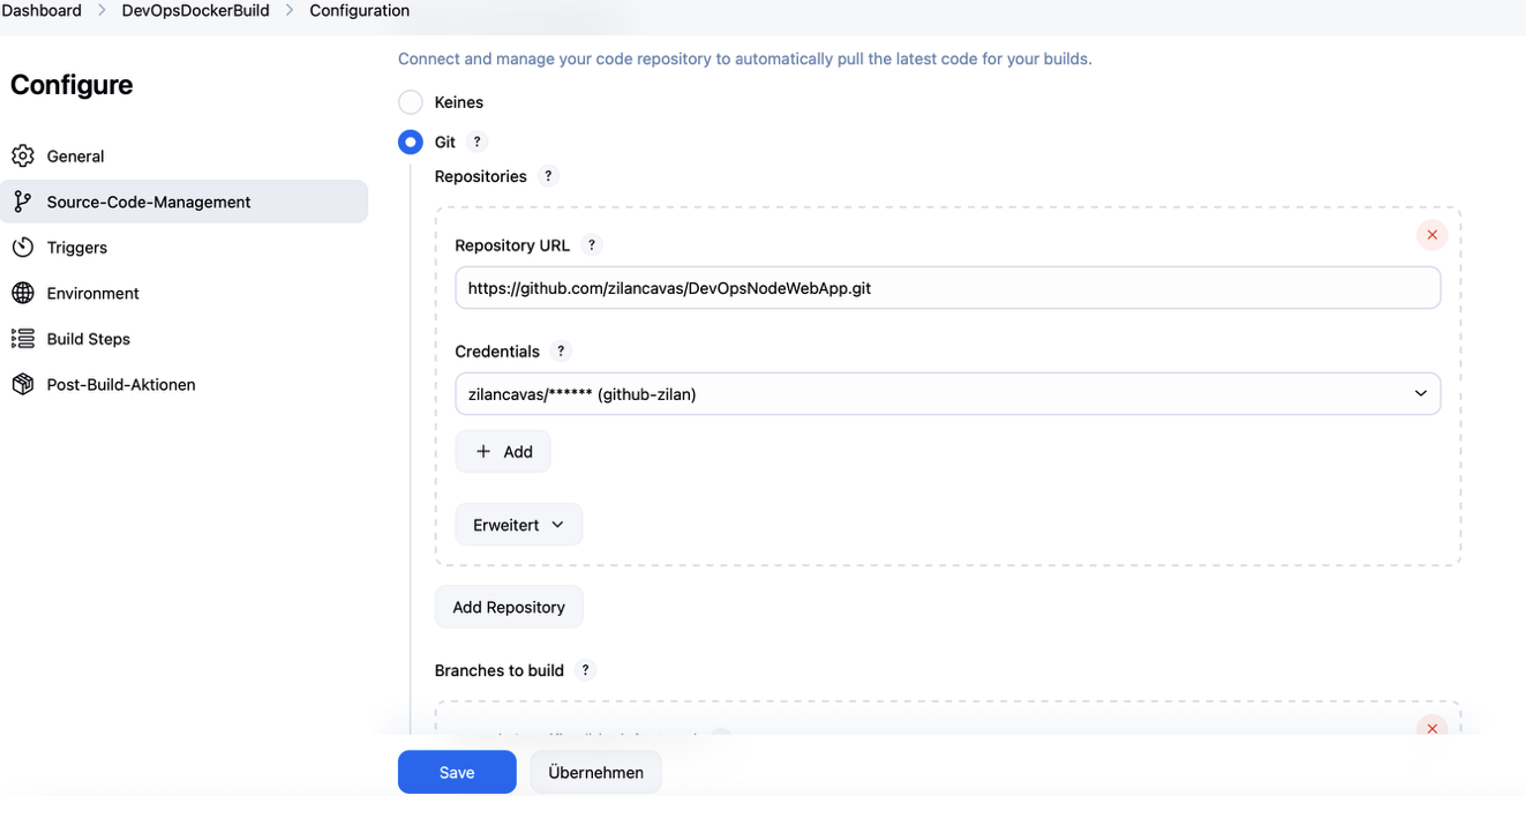 Dashboard > DevOpsDockerBuild > Configuration
Configure
General
Source-Code-Management
Triggers
Environment
Build Steps
Post-Build-Aktionen
Connect and manage your code repository to automatically pull the latest code for your builds.
Keines
Git ?
Repositories ?
Repository URL ?
https://github.com/zilancavas/DevOpsNodeWebApp.git
Credentials ?
zilancavas/****** (github-zilan)
+ Add
Erweitert
Add Repository
Branches to build ?
Save
Übernehmen